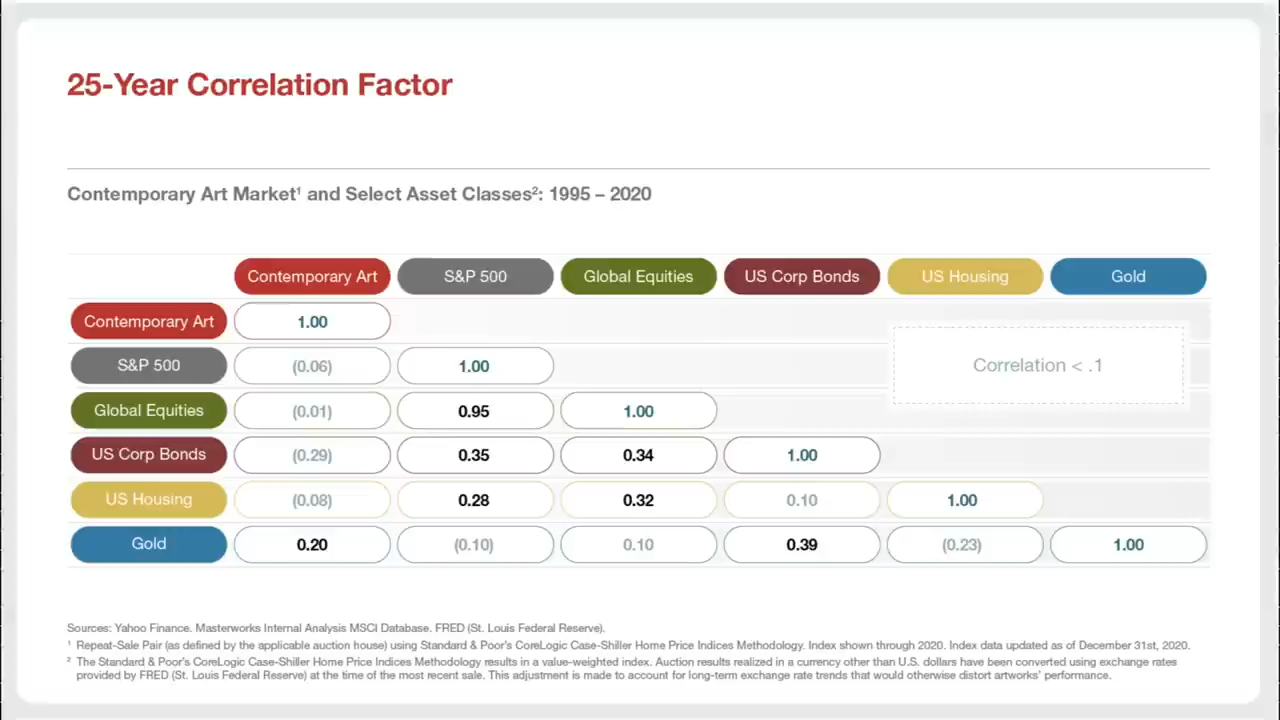 25-Year Correlation Factor
Contemporary Art Market¹ and Select Asset Classes²: 1995 – 2020
Contemporary Art S&P 500 Global Equities US Corp Bonds US Housing Gold
Contemporary Art 1.00
Correlation < .1
S&P 500 (0.06) 1.00
Global Equities (0.01) 0.95 1.00
US Corp Bonds (0.29) 0.35 0.34 1.00
US Housing (0.08) 0.28 0.32 0.10 1.00
Gold 0.20 (0.10) 0.10 0.39 (0.23) 1.00
Sources: Yahoo Finance. Masterworks Internal Analysis MSCI Database. FRED (St. Louis Federal Reserve).
¹ Repeat-Sale Pair (as defined by the applicable auction house) using Standard & Poor's CoreLogic Case-Shiller Home Price Indices Methodology. Index shown through 2020. Index data updated as of December 31st, 2020.
² The Standard & Poor's CoreLogic Case-Shiller Home Price Indices Methodology results in a value-weighted index. Auction results realized in a currency other than U.S. dollars have been converted using exchange rates
provided by FRED (St. Louis Federal Reserve) at the time of the most recent sale. This adjustment is made to account for long-term exchange rate trends that would otherwise distort artworks' performance.